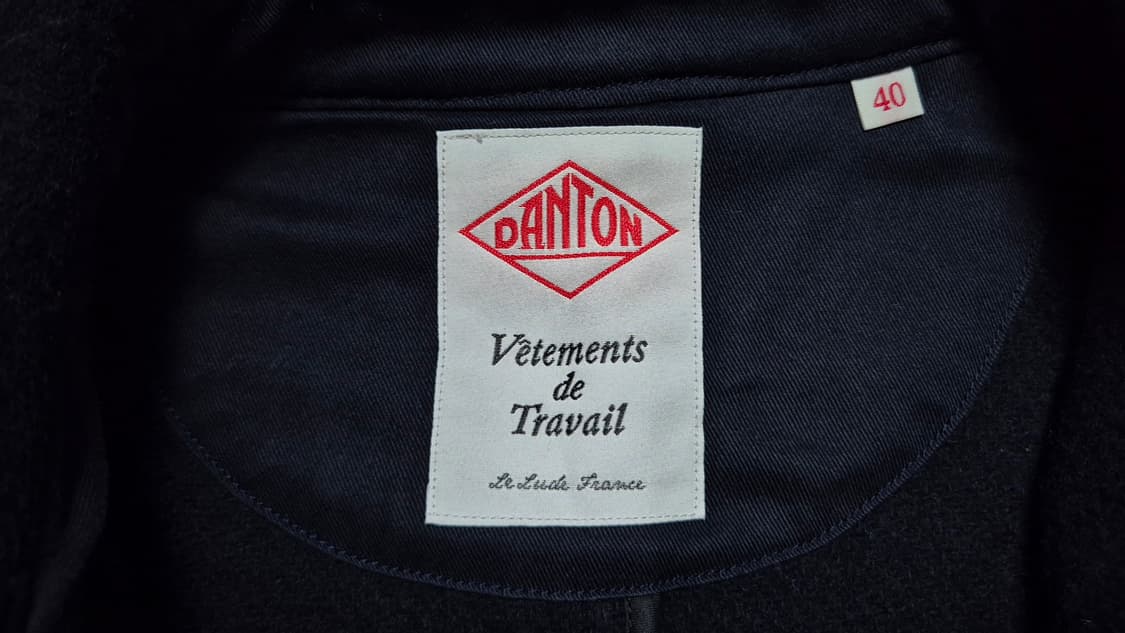 40
DANTON
Vêtements
de
Travail
Le Lude France